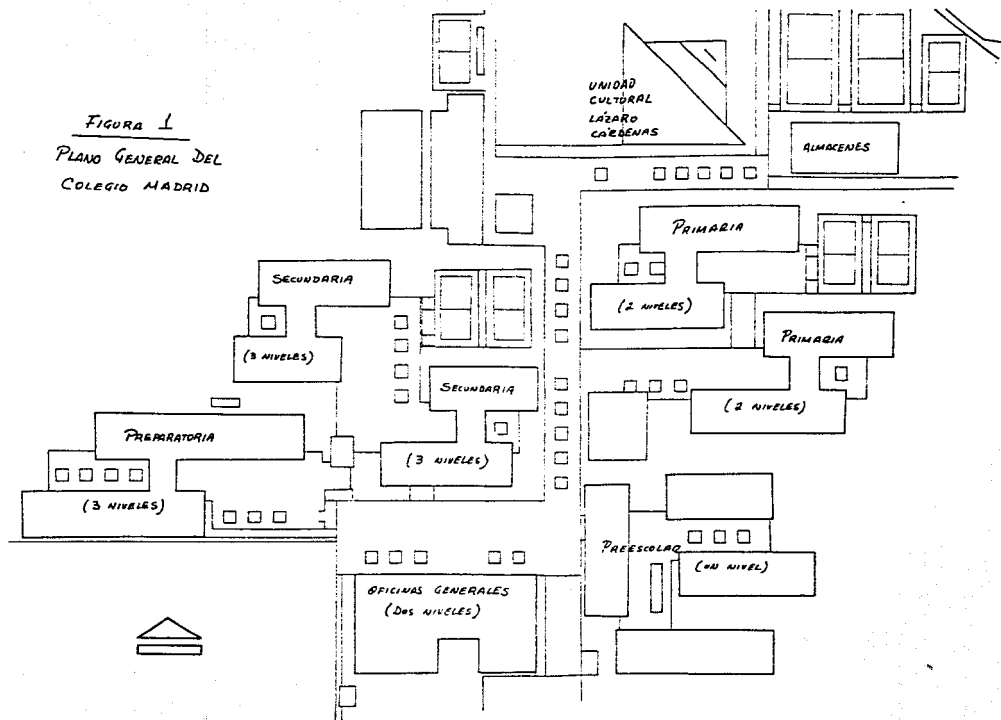 FIGURA 1
PLANO GENERAL DEL
COLEGIO MADRID
UNIDAD
CULTURAL
LÁZARO
CÁRDENAS
ALMACENES
PRIMARIA
(2 NIVELES)
SECUNDARIA
(3 NIVELES)
PRIMARIA
(2 NIVELES)
SECUNDARIA
(3 NIVELES)
PREPARATORIA
(3 NIVELES)
PREESCOLAR
(UN NIVEL)
OFICINAS GENERALES
(DOS NIVELES)